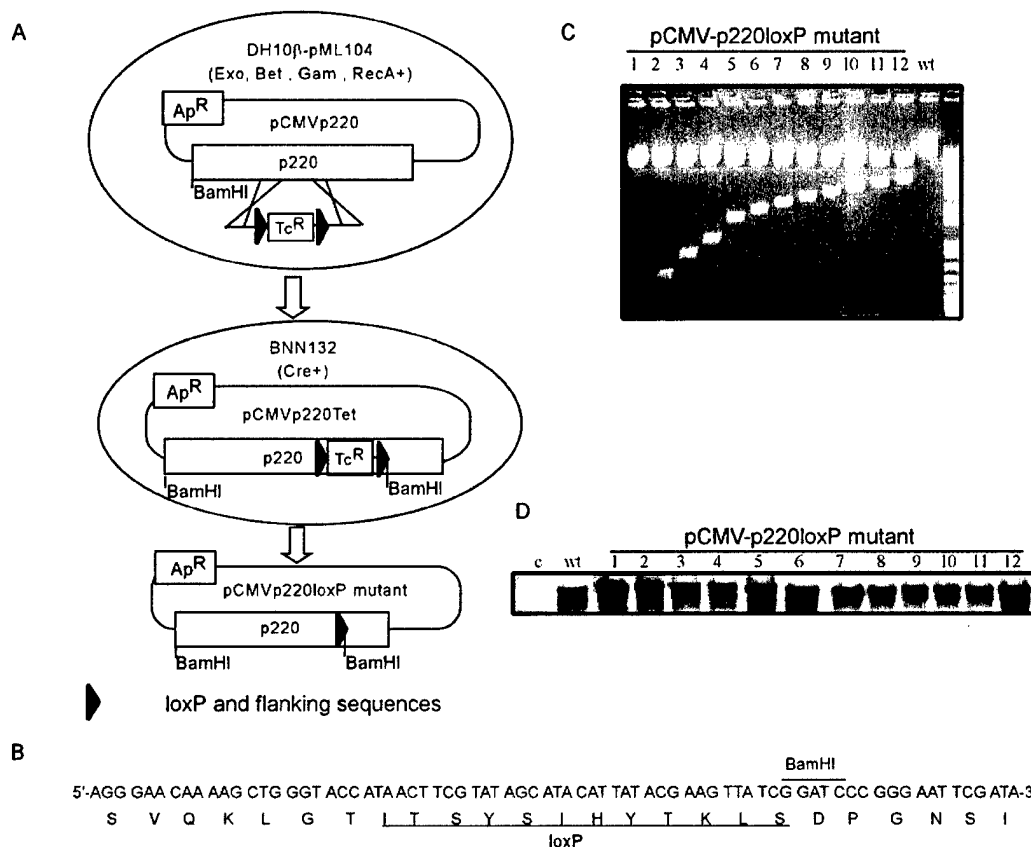 A
DH10β-pML104
(Exo, Bet , Gam , RecA+)
ApR
pCMVp220
p220
BamHI
TcR
BNN132
(Cre+)
ApR
pCMVp220Tet
p220
TcR
BamHI
BamHI
ApR
pCMVp220loxP mutant
p220
BamHI
BamHI
loxP and flanking sequences
C
pCMV-p220loxP mutant
1 2 3 4 5 6 7 8 9 10 11 12 wt
D
pCMV-p220loxP mutant
c wt 1 2 3 4 5 6 7 8 9 10 11 12
B
BamHI
5'-AGG GAA CAA AAG CTG GGT ACC ATA ACT TCG TAT AGC ATA CAT TAT ACG AAG TTA TCG GAT CCC GGG AAT TCG ATA-3
S V Q K L G T I T S Y S I H Y T K L S D P G N S I
loxP